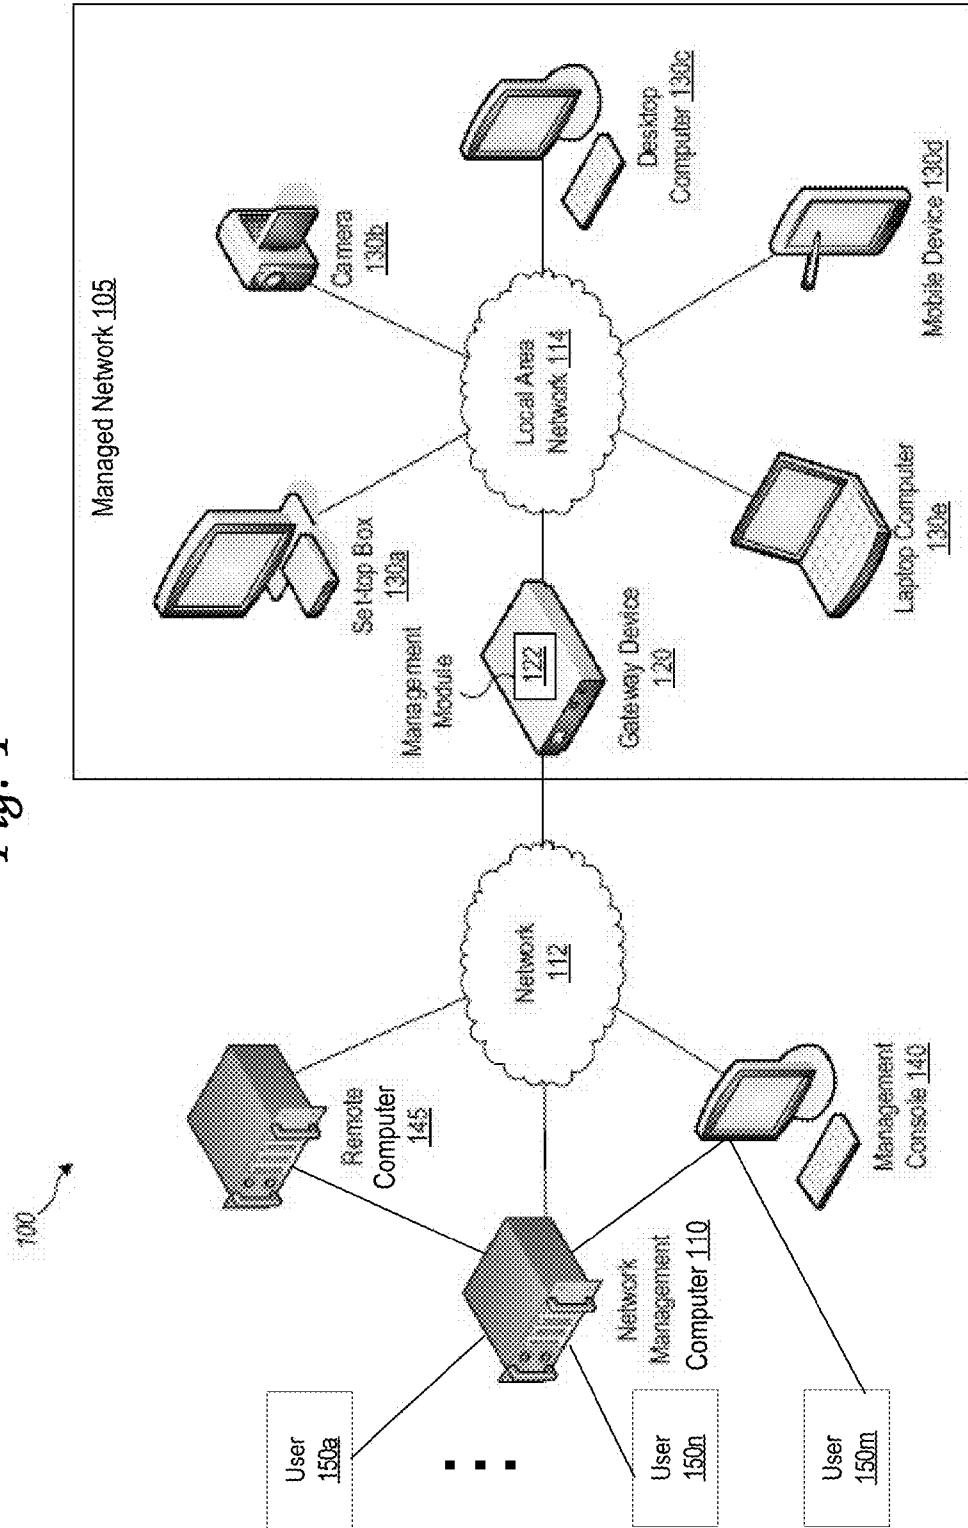 Fig. 1
100
Managed Network 105
Set-top Box
130a
Camera
130b
Desktop
Computer 130c
Mobile Device 130d
Laptop Computer
130e
Local Area
Network 114
Management
Module
122
Gateway Device
120
Network
112
Remote
Computer
145
Network
Management
Computer 110
Management
Console 140
User
150a
User
150n
User
150m